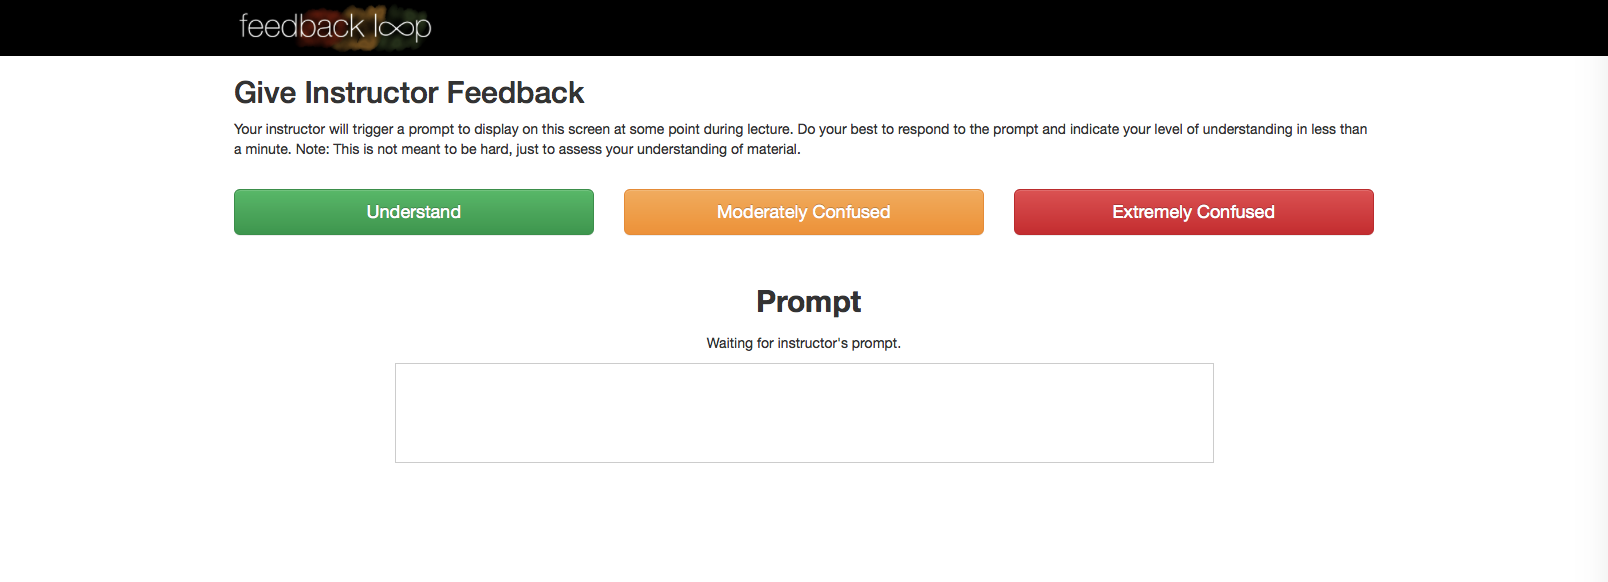 feedback loop
Give Instructor Feedback
Your instructor will trigger a prompt to display on this screen at some point during lecture. Do your best to respond to the prompt and indicate your level of understanding in less than
a minute. Note: This is not meant to be hard, just to assess your understanding of material.
Understand
Moderately Confused
Extremely Confused
Prompt
Waiting for instructor's prompt.